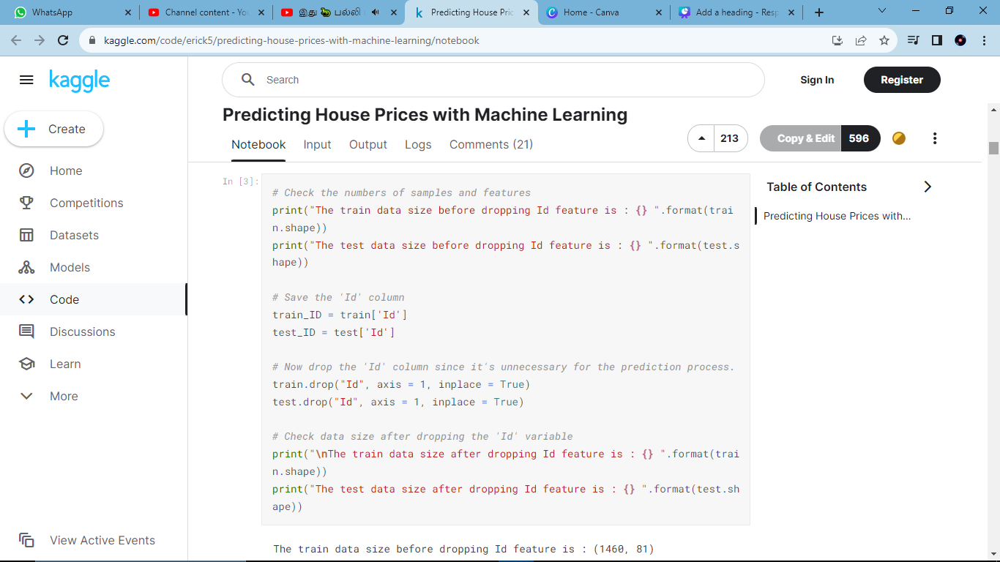 WhatsApp
Channel content - Yo
இது 🐉 பல்லி
Predicting House Pric
Home - Canva
Add a heading - Resp
kaggle.com/code/erick5/predicting-house-prices-with-machine-learning/notebook
kaggle
Search
Sign In
Register
Create
Home
Competitions
Datasets
Models
Code
Discussions
Learn
More
View Active Events
Predicting House Prices with Machine Learning
Notebook
Input
Output
Logs
Comments (21)
213
Copy & Edit
596
In [3]:
# Check the numbers of samples and features
print("The train data size before dropping Id feature is : {} ".format(trai
n.shape))
print("The test data size before dropping Id feature is : {} ".format(test.s
hape))
# Save the 'Id' column
train_ID = train['Id']
test_ID = test['Id']
# Now drop the 'Id' column since it's unnecessary for the prediction process.
train.drop("Id", axis = 1, inplace = True)
test.drop("Id", axis = 1, inplace = True)
# Check data size after dropping the 'Id' variable
print("\nThe train data size after dropping Id feature is : {} ".format(trai
n.shape))
print("The test data size after dropping Id feature is : {} ".format(test.sh
ape))
The train data size before dropping Id feature is : (1460, 81)
Table of Contents
Predicting House Prices with...